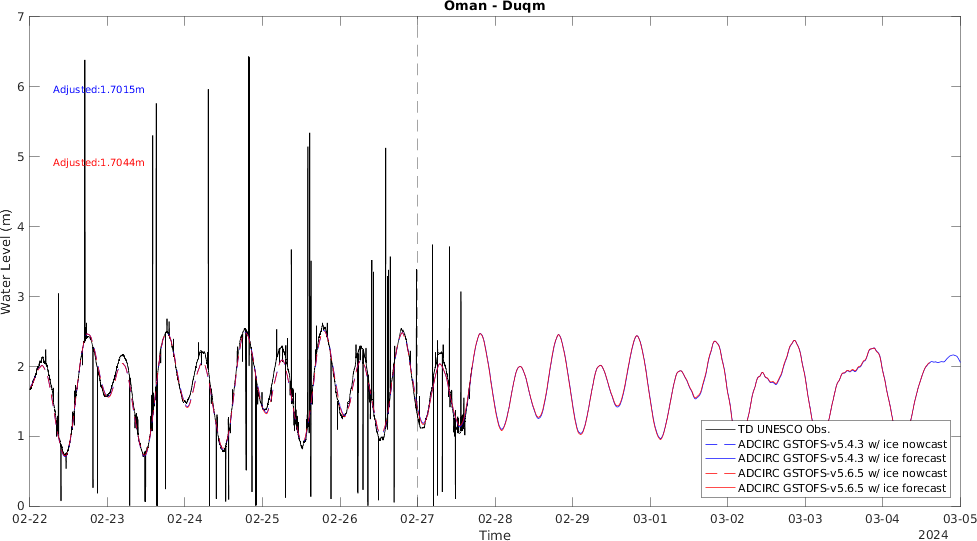 Oman - Duqm
7
6
5
4
3
2
1
0
Water Level (m)
Adjusted:1.7015m
Adjusted:1.7044m
TD UNESCO Obs.
ADCIRC GSTOFS-v5.4.3 w/ ice nowcast
ADCIRC GSTOFS-v5.4.3 w/ ice forecast
ADCIRC GSTOFS-v5.6.5 w/ ice nowcast
ADCIRC GSTOFS-v5.6.5 w/ ice forecast
02-22 02-23 02-24 02-25 02-26 02-27 02-28 02-29 03-01 03-02 03-03 03-04 03-05
Time
2024